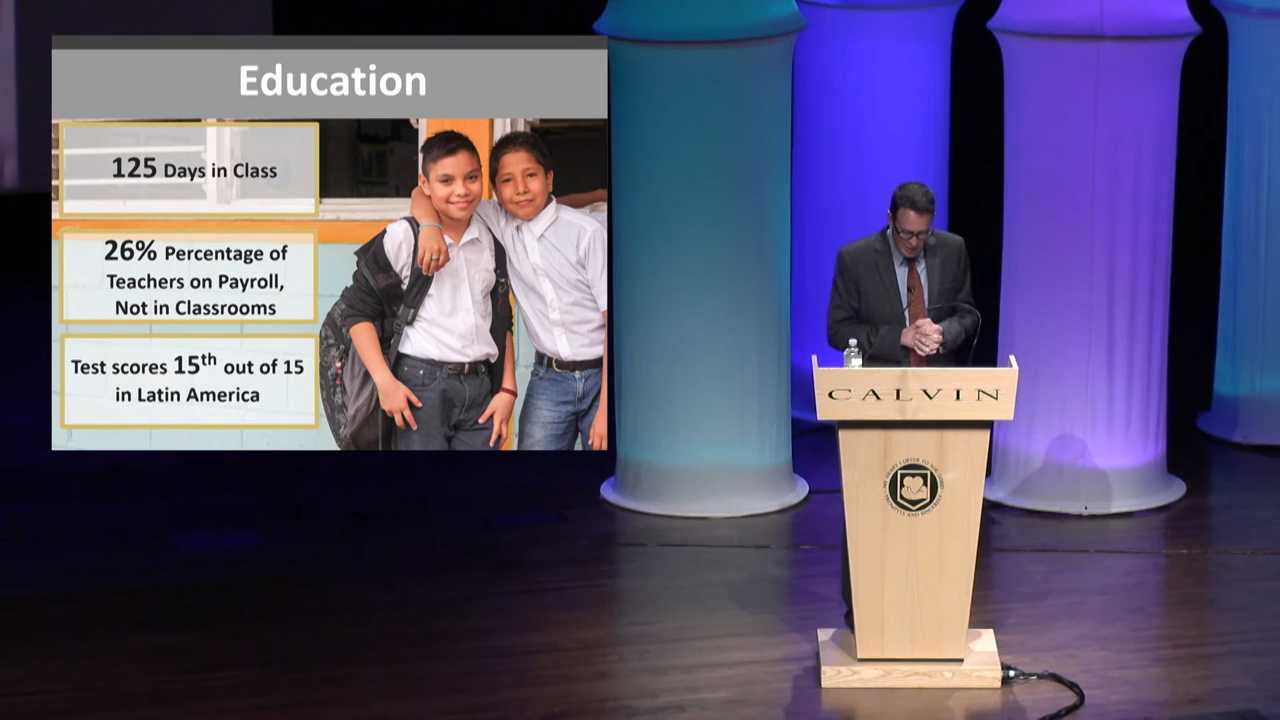 Education
125 Days in Class
26% Percentage of
Teachers on Payroll,
Not in Classrooms
Test scores 15th out of 15
in Latin America
CALVIN